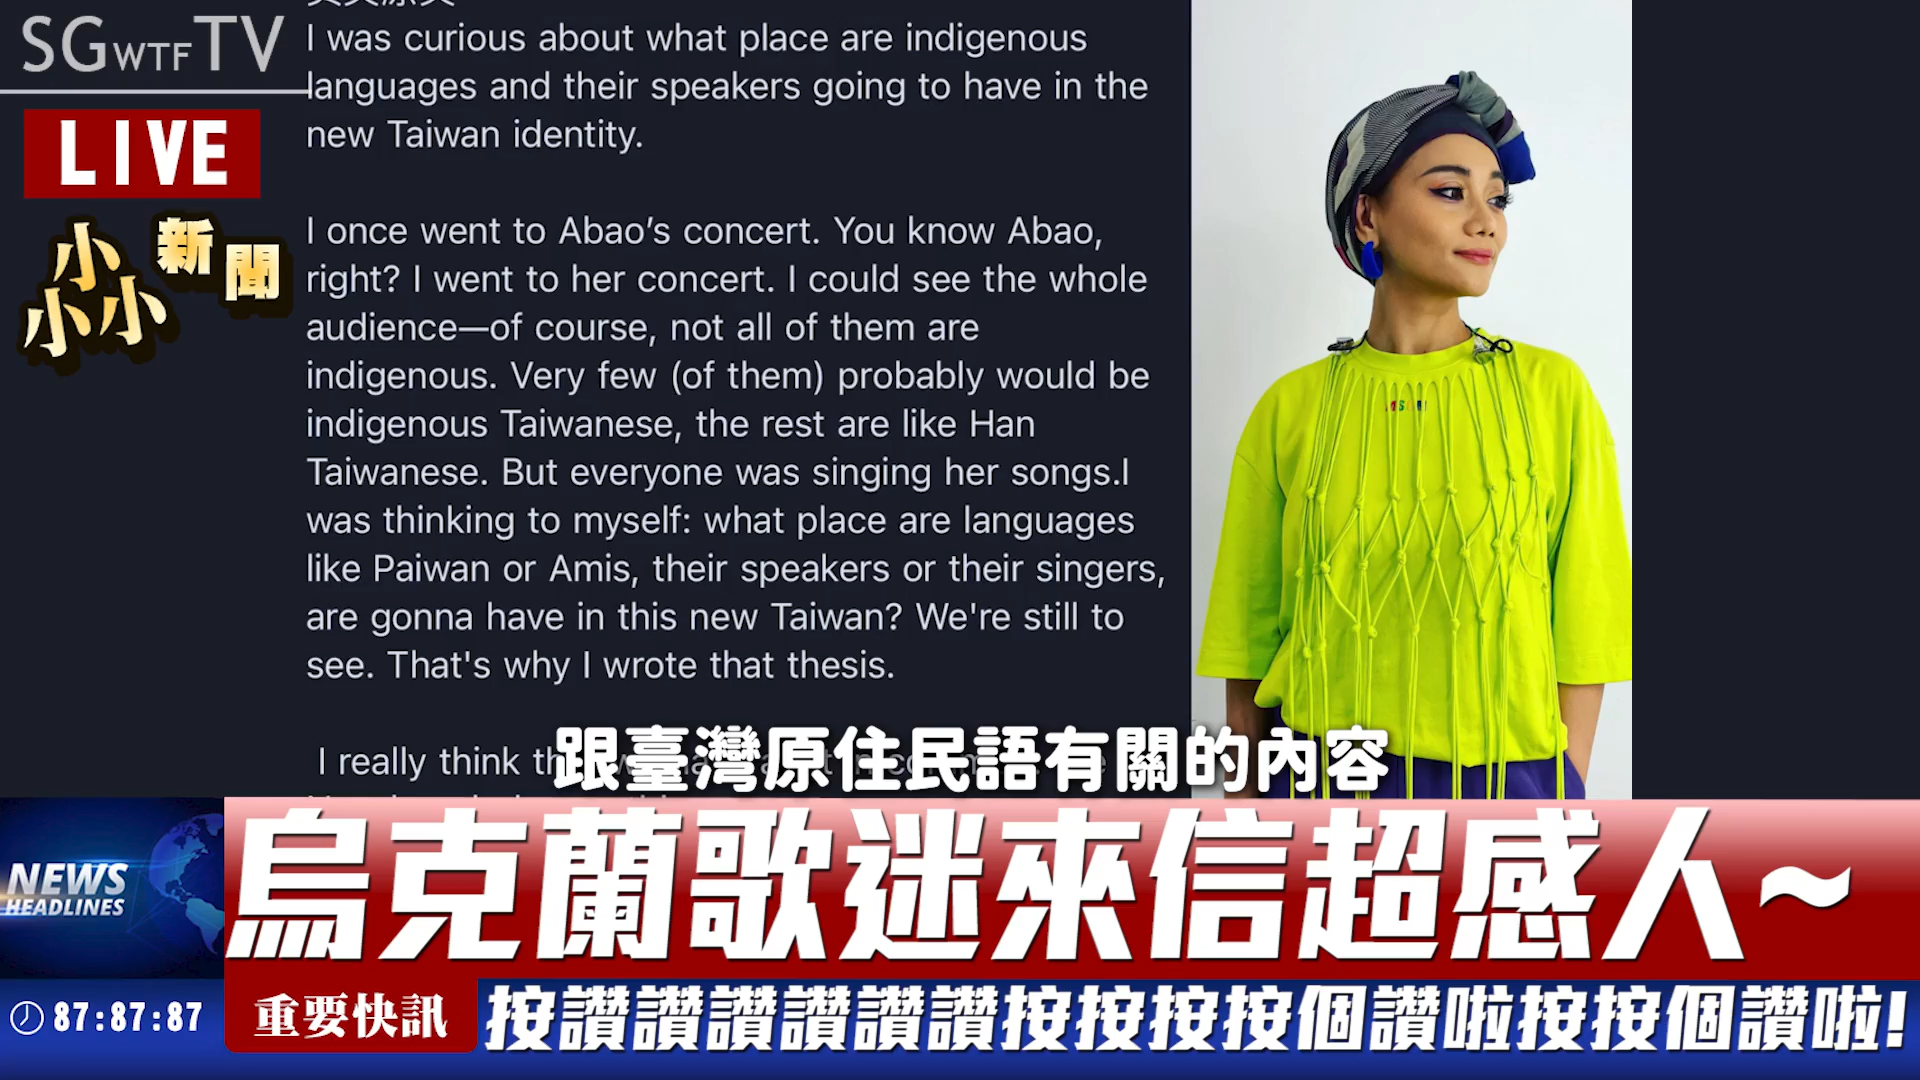 SGWTFTV
LIVE
小小小新聞
I was curious about what place are indigenous
languages and their speakers going to have in the
new Taiwan identity.
I once went to Abao’s concert. You know Abao,
right? I went to her concert. I could see the whole
audience—of course, not all of them are
indigenous. Very few (of them) probably would be
indigenous Taiwanese, the rest are like Han
Taiwanese. But everyone was singing her songs.I
was thinking to myself: what place are languages
like Paiwan or Amis, their speakers or their singers,
are gonna have in this new Taiwan? We're still to
see. That's why I wrote that thesis.
I really think
跟臺灣原住民語有關的內容
NEWS
HEADLINES
烏克蘭歌迷來信超感人~
87:87:87
重要快訊
按讚讚讚讚讚讚按按按按個讚啦按按個讚啦!